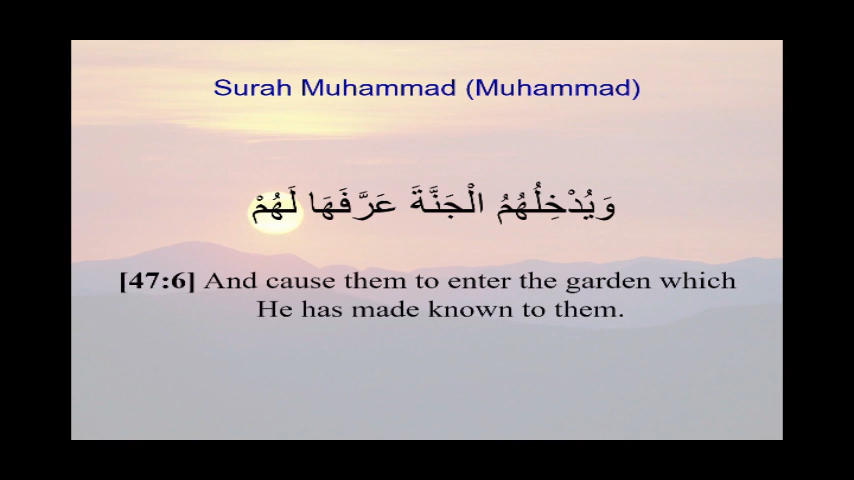 Surah Muhammad (Muhammad)
وَيُدْخِلُهُمُ الْجَنَّةَ عَرَّفَهَا لَهُمْ
[47:6] And cause them to enter the garden which
He has made known to them.